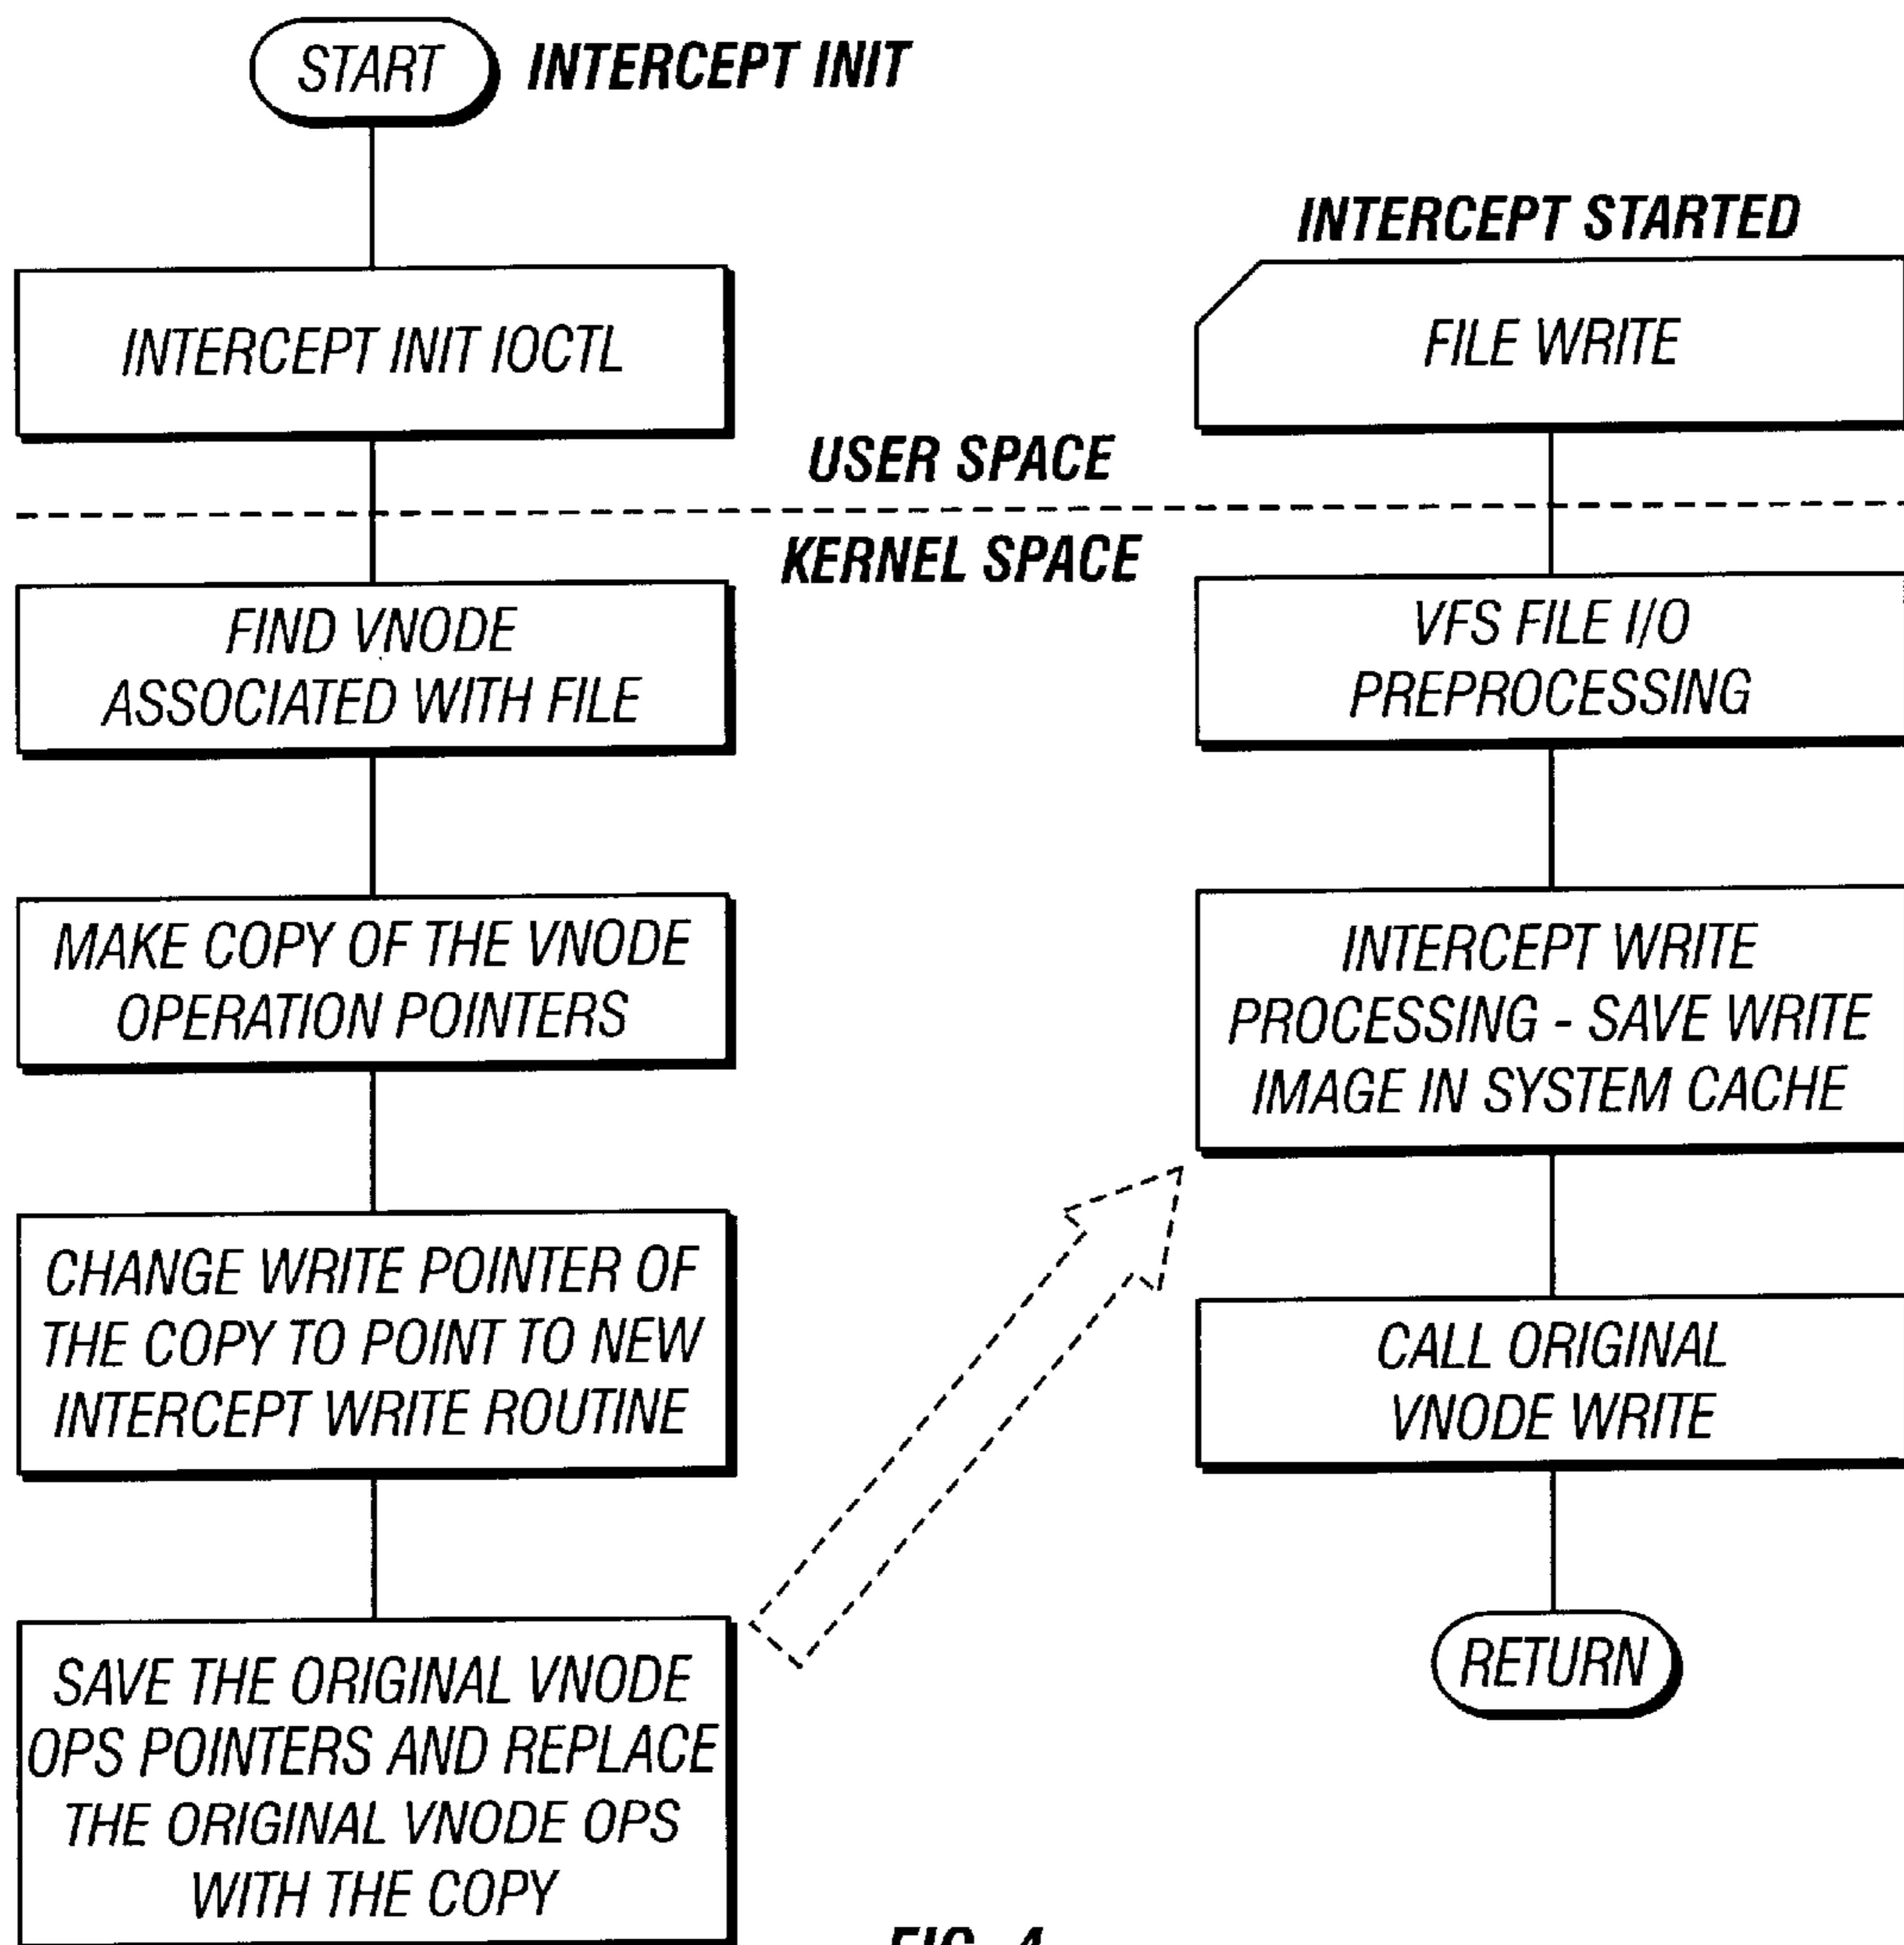 START
INTERCEPT INIT
INTERCEPT INIT IOCTL
USER SPACE
KERNEL SPACE
FIND VNODE
ASSOCIATED WITH FILE
MAKE COPY OF THE VNODE
OPERATION POINTERS
CHANGE WRITE POINTER OF
THE COPY TO POINT TO NEW
INTERCEPT WRITE ROUTINE
SAVE THE ORIGINAL VNODE
OPS POINTERS AND REPLACE
THE ORIGINAL VNODE OPS
WITH THE COPY
INTERCEPT STARTED
FILE WRITE
VFS FILE I/O
PREPROCESSING
INTERCEPT WRITE
PROCESSING - SAVE WRITE
IMAGE IN SYSTEM CACHE
CALL ORIGINAL
VNODE WRITE
RETURN
FIG. 4